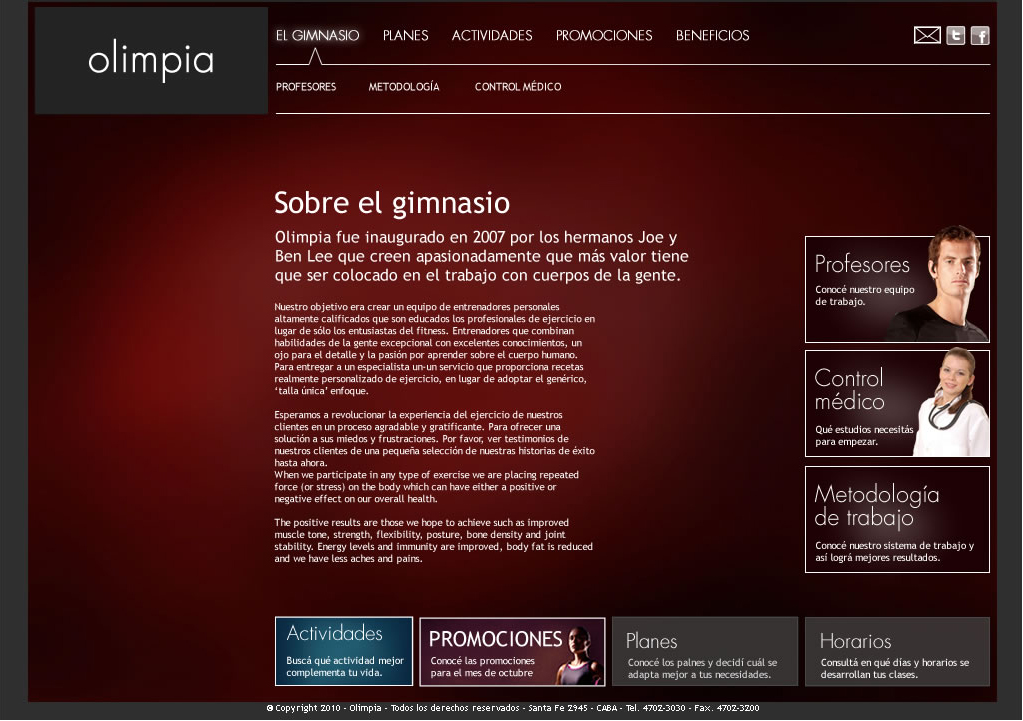 olimpia
EL GIMNASIO PLANES ACTIVIDADES PROMOCIONES BENEFICIOS
PROFESORES METODOLOGÍA CONTROL MÉDICO
Sobre el gimnasio
Olimpia fue inaugurado en 2007 por los hermanos Joe y
Ben Lee que creen apasionadamente que más valor tiene
que ser colocado en el trabajo con cuerpos de la gente.
Nuestro objetivo era crear un equipo de entrenadores personales
altamente calificados que son educados los profesionales de ejercicio en
lugar de sólo los entusiastas del fitness. Entrenadores que combinan
habilidades de la gente excepcional con excelentes conocimientos, un
ojo para el detalle y la pasión por aprender sobre el cuerpo humano.
Para entregar a un especialista un-un servicio que proporciona recetas
realmente personalizado de ejercicio, en lugar de adoptar el genérico,
‘talla única’ enfoque.
Esperamos a revolucionar la experiencia del ejercicio de nuestros
clientes en un proceso agradable y gratificante. Para ofrecer una
solución a sus miedos y frustraciones. Por favor, ver testimonios de
nuestros clientes de una pequeña selección de nuestras historias de éxito
hasta ahora.
When we participate in any type of exercise we are placing repeated
force (or stress) on the body which can have either a positive or
negative effect on our overall health.
The positive results are those we hope to achieve such as improved
muscle tone, strength, flexibility, posture, bone density and joint
stability. Energy levels and immunity are improved, body fat is reduced
and we have less aches and pains.
Profesores
Conocé nuestro equipo
de trabajo.
Control
médico
Qué estudios necesitás
para empezar.
Metodología
de trabajo
Conocé nuestro sistema de trabajo y
así lográ mejores resultados.
Actividades
Buscá qué actividad mejor
complementa tu vida.
PROMOCIONES
Conocé las promociones
para el mes de octubre
Planes
Conocé los palnes y decidí cuál se
adapta mejor a tus necesidades.
Horarios
Consultá en qué días y horarios se
desarrollan tus clases.
© Copyright 2010 - Olimpia - Todos los derechos reservados - Santa Fe 2945 - CABA - Tel. 4702-3030 - Fax. 4702-3200